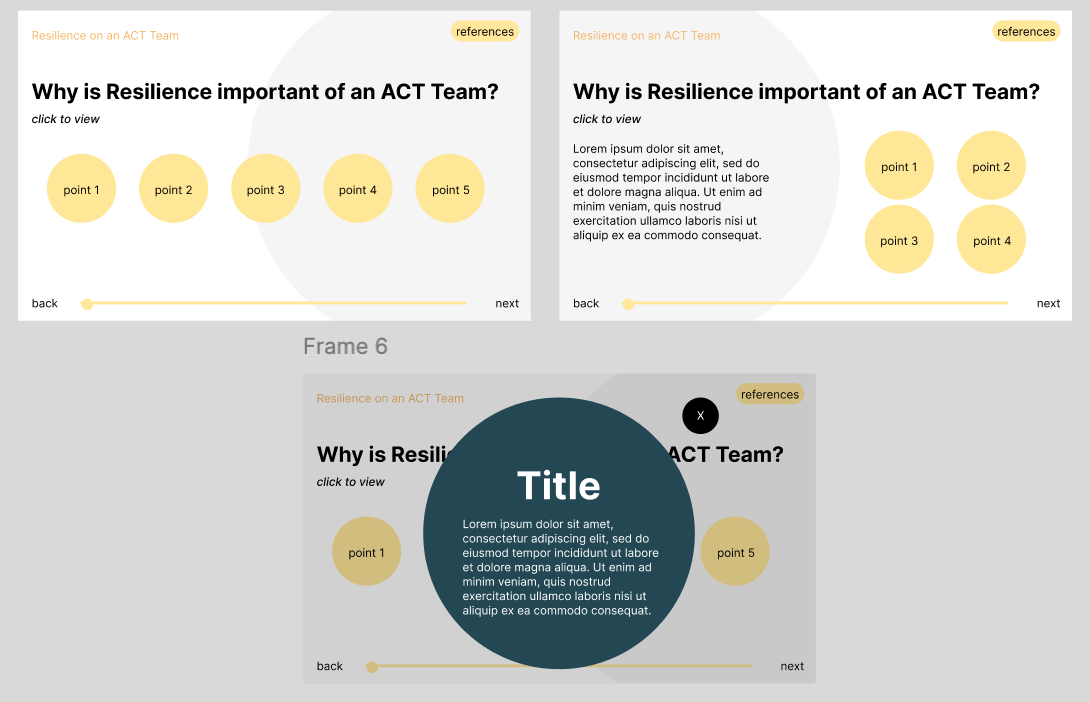 Resilience on an ACT Team
references
Why is Resilience important of an ACT Team?
click to view
point 1
point 2
point 3
point 4
point 5
back
next
Resilience on an ACT Team
references
Why is Resilience important of an ACT Team?
click to view
Lorem ipsum dolor sit amet,
consectetur adipiscing elit, sed do
eiusmod tempor incididunt ut labore
et dolore magna aliqua. Ut enim ad
minim veniam, quis nostrud
exercitation ullamco laboris nisi ut
aliquip ex ea commodo consequat.
point 1
point 2
point 3
point 4
back
next
Frame 6
Resilience on an ACT Team
references
X
Why is Resili
ACT Team?
click to view
Title
Lorem ipsum dolor sit amet,
consectetur adipiscing elit, sed do
eiusmod tempor incididunt ut labore
et dolore magna aliqua. Ut enim ad
minim veniam, quis nostrud
exercitation ullamco laboris nisi ut
aliquip ex ea commodo consequat.
point 1
point 5
back
next